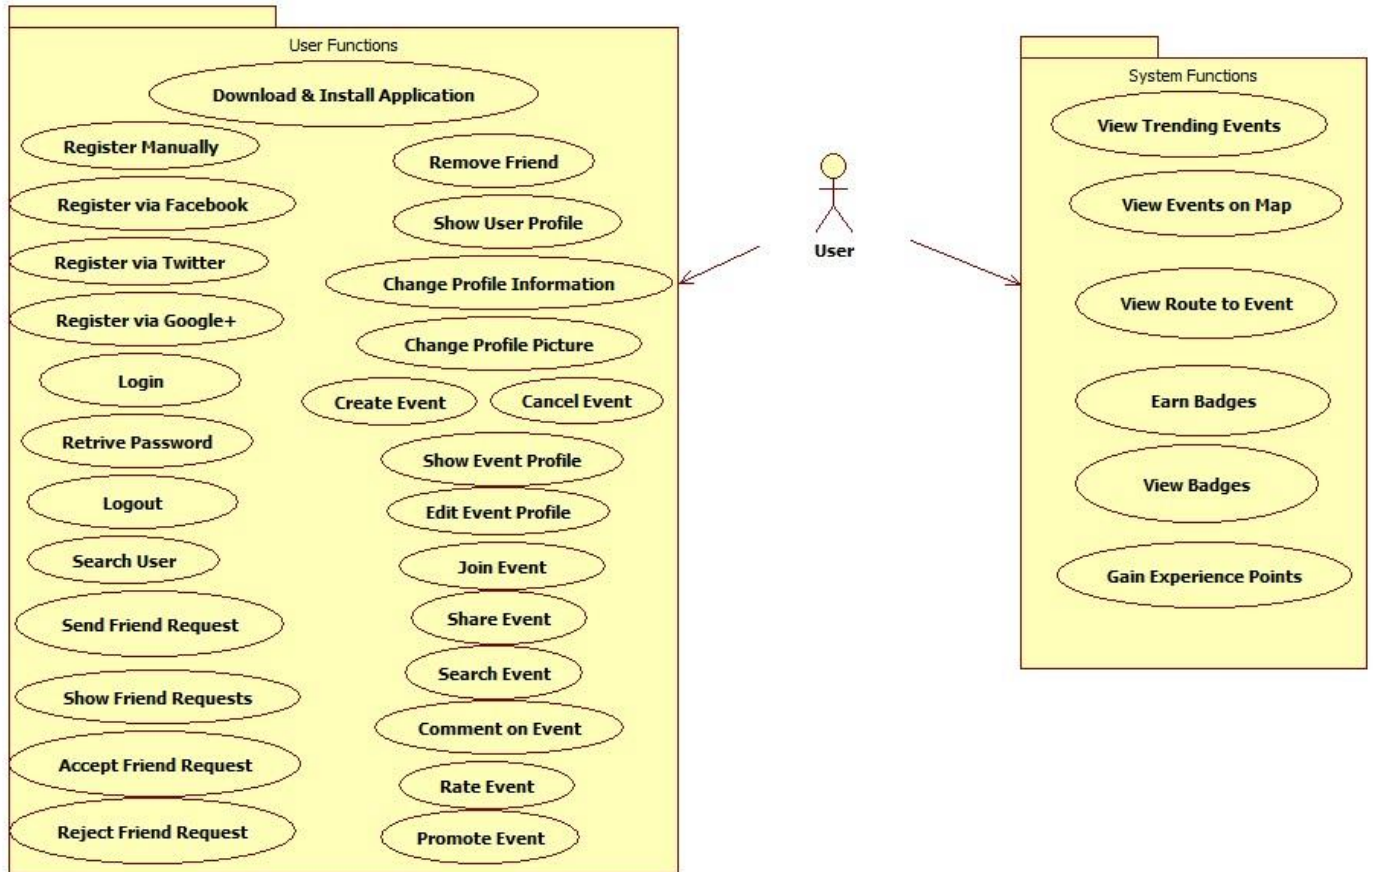 User Functions
Download & Install Application
Register Manually
Register via Facebook
Register via Twitter
Register via Google+
Login
Retrive Password
Logout
Search User
Send Friend Request
Show Friend Requests
Accept Friend Request
Reject Friend Request
Remove Friend
Show User Profile
Change Profile Information
Change Profile Picture
Create Event
Cancel Event
Show Event Profile
Edit Event Profile
Join Event
Share Event
Search Event
Comment on Event
Rate Event
Promote Event
User
System Functions
View Trending Events
View Events on Map
View Route to Event
Earn Badges
View Badges
Gain Experience Points